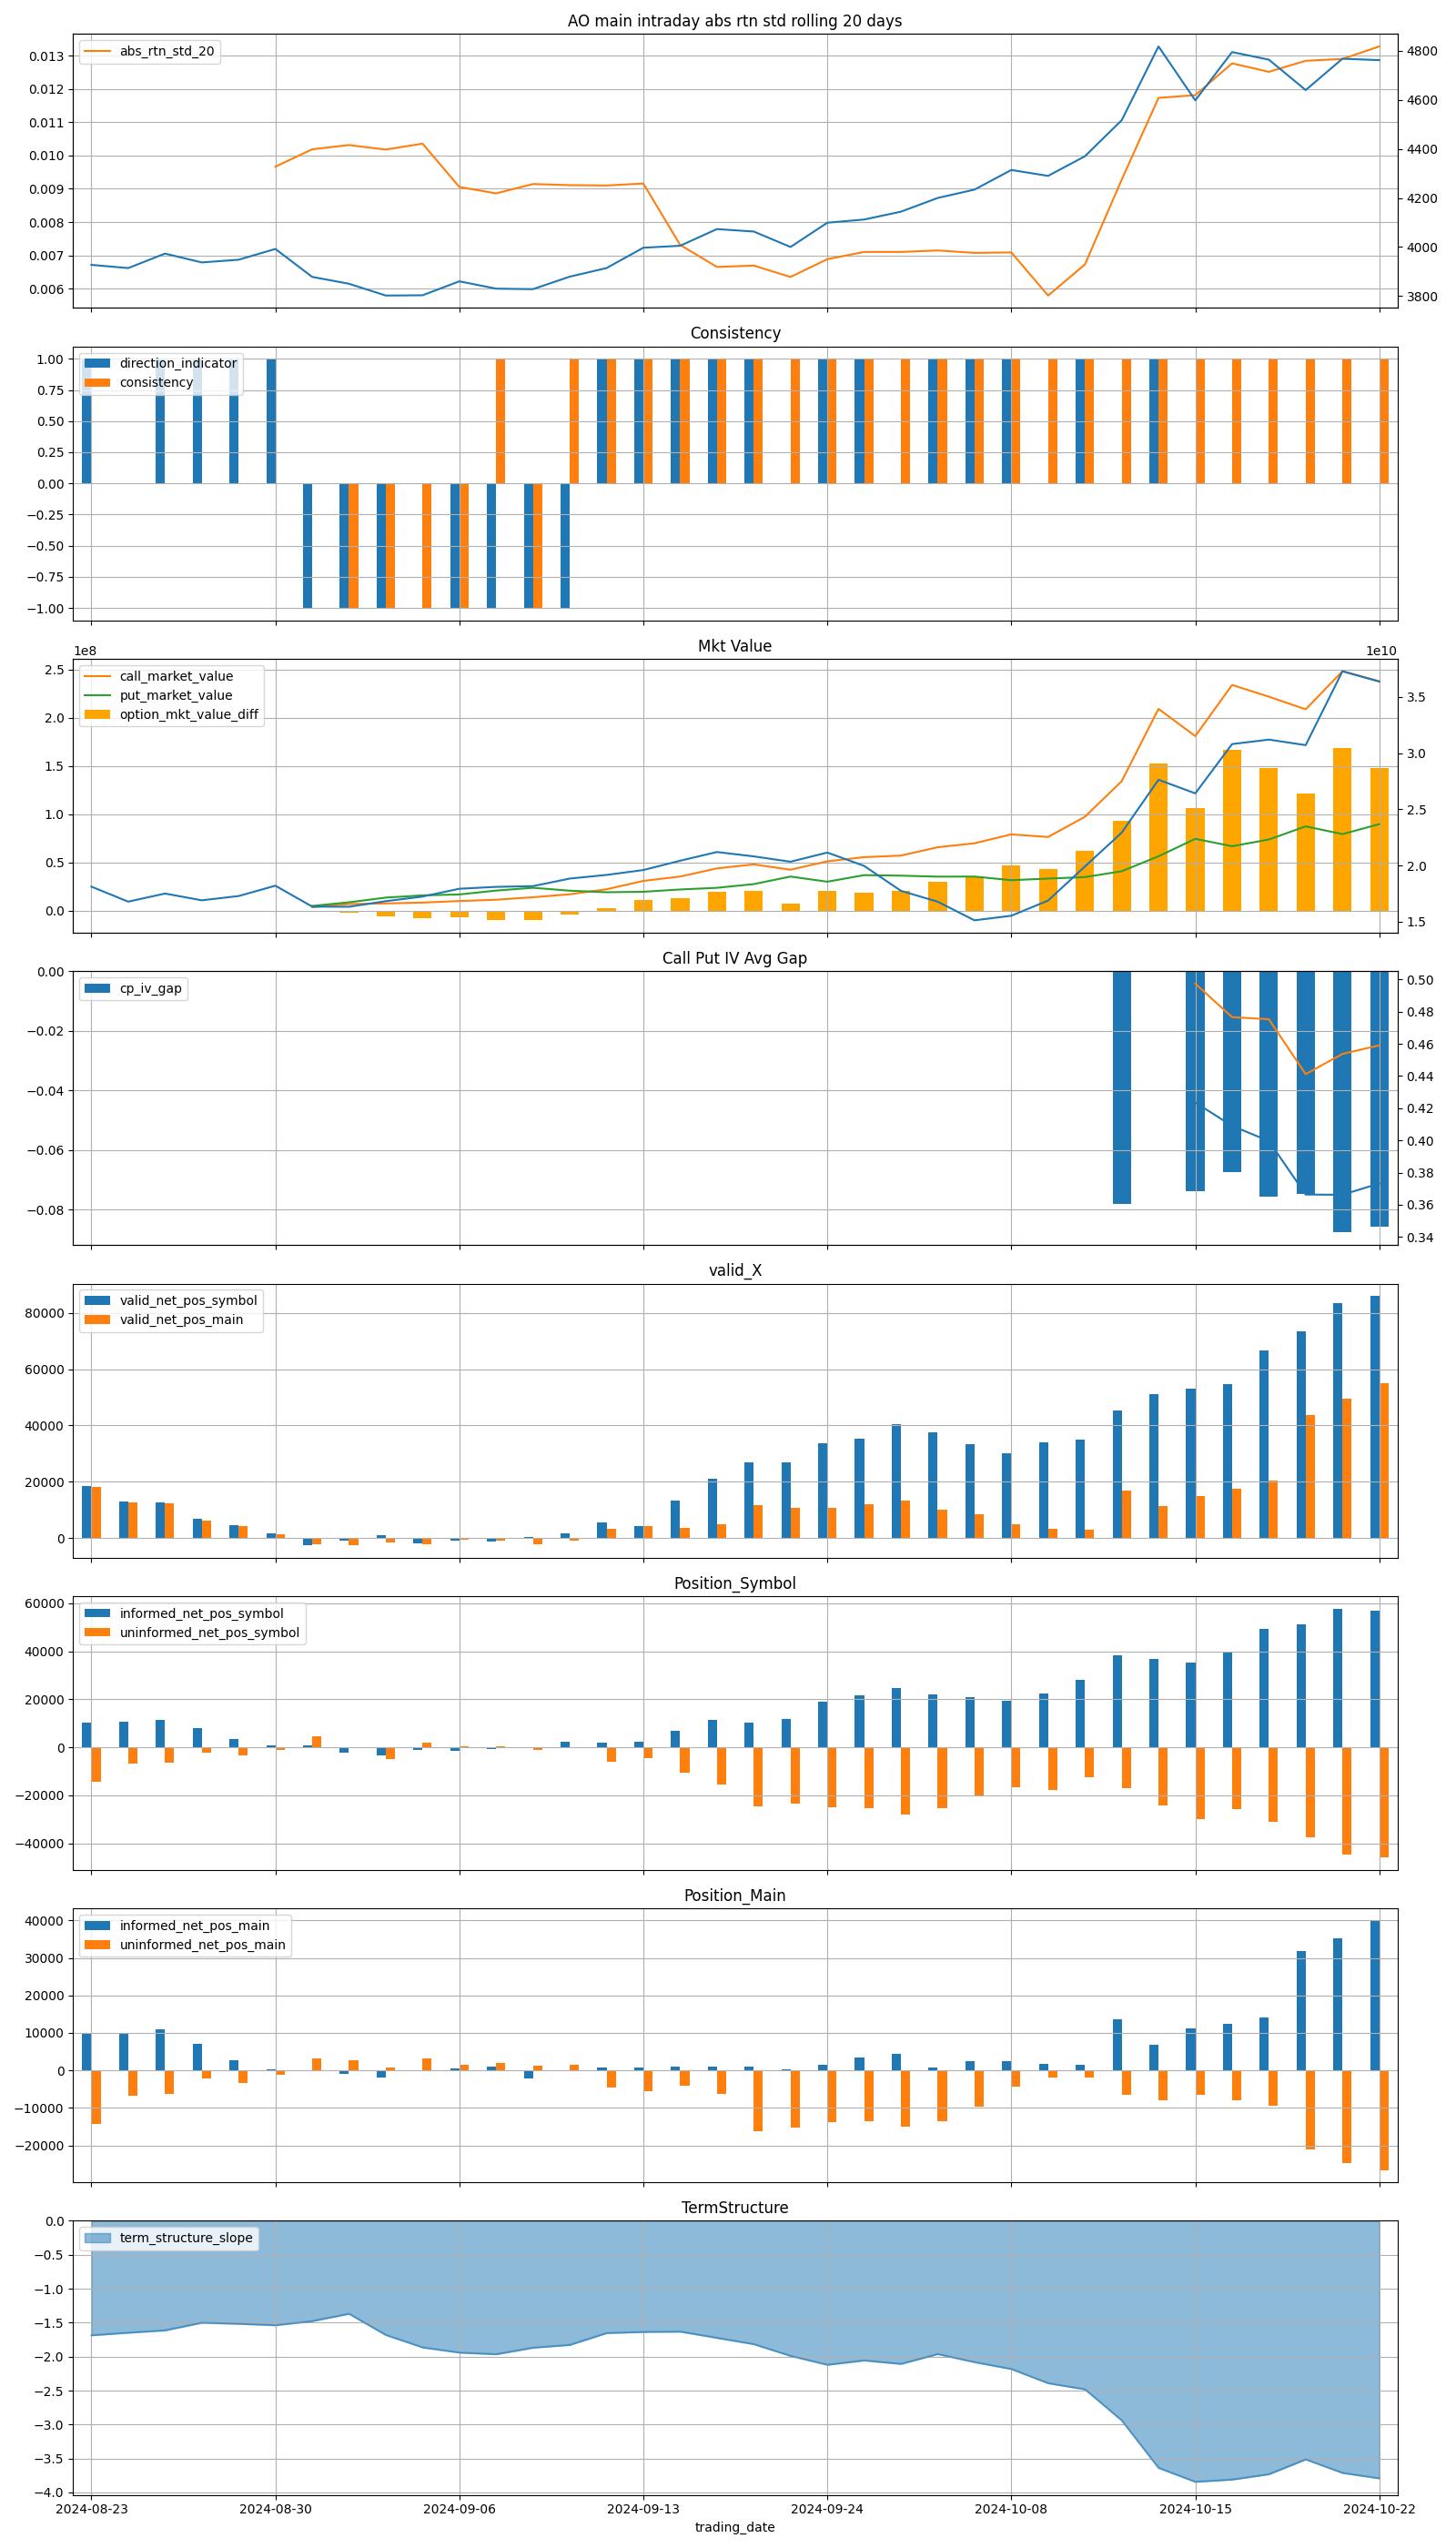 AO main intraday abs rtn std rolling 20 days
abs_rtn_std_20
0.013
0.012
0.011
0.010
0.009
0.008
0.007
0.006
4800
4600
4400
4200
4000
3800
Consistency
direction_indicator
consistency
1.00
0.75
0.50
0.25
0.00
−0.25
−0.50
−0.75
−1.00
Mkt Value
1e8
1e10
call_market_value
put_market_value
option_mkt_value_diff
2.5
2.0
1.5
1.0
0.5
0.0
3.5
3.0
2.5
2.0
1.5
Call Put IV Avg Gap
cp_iv_gap
0.00
−0.02
−0.04
−0.06
−0.08
0.50
0.48
0.46
0.44
0.42
0.40
0.38
0.36
0.34
valid_X
valid_net_pos_symbol
valid_net_pos_main
80000
60000
40000
20000
0
Position_Symbol
informed_net_pos_symbol
uninformed_net_pos_symbol
60000
40000
20000
0
−20000
−40000
Position_Main
informed_net_pos_main
uninformed_net_pos_main
40000
30000
20000
10000
0
−10000
−20000
TermStructure
term_structure_slope
0.0
−0.5
−1.0
−1.5
−2.0
−2.5
−3.0
−3.5
−4.0
2024-08-23 2024-08-30 2024-09-06 2024-09-13 2024-09-24 2024-10-08 2024-10-15 2024-10-22
trading_date